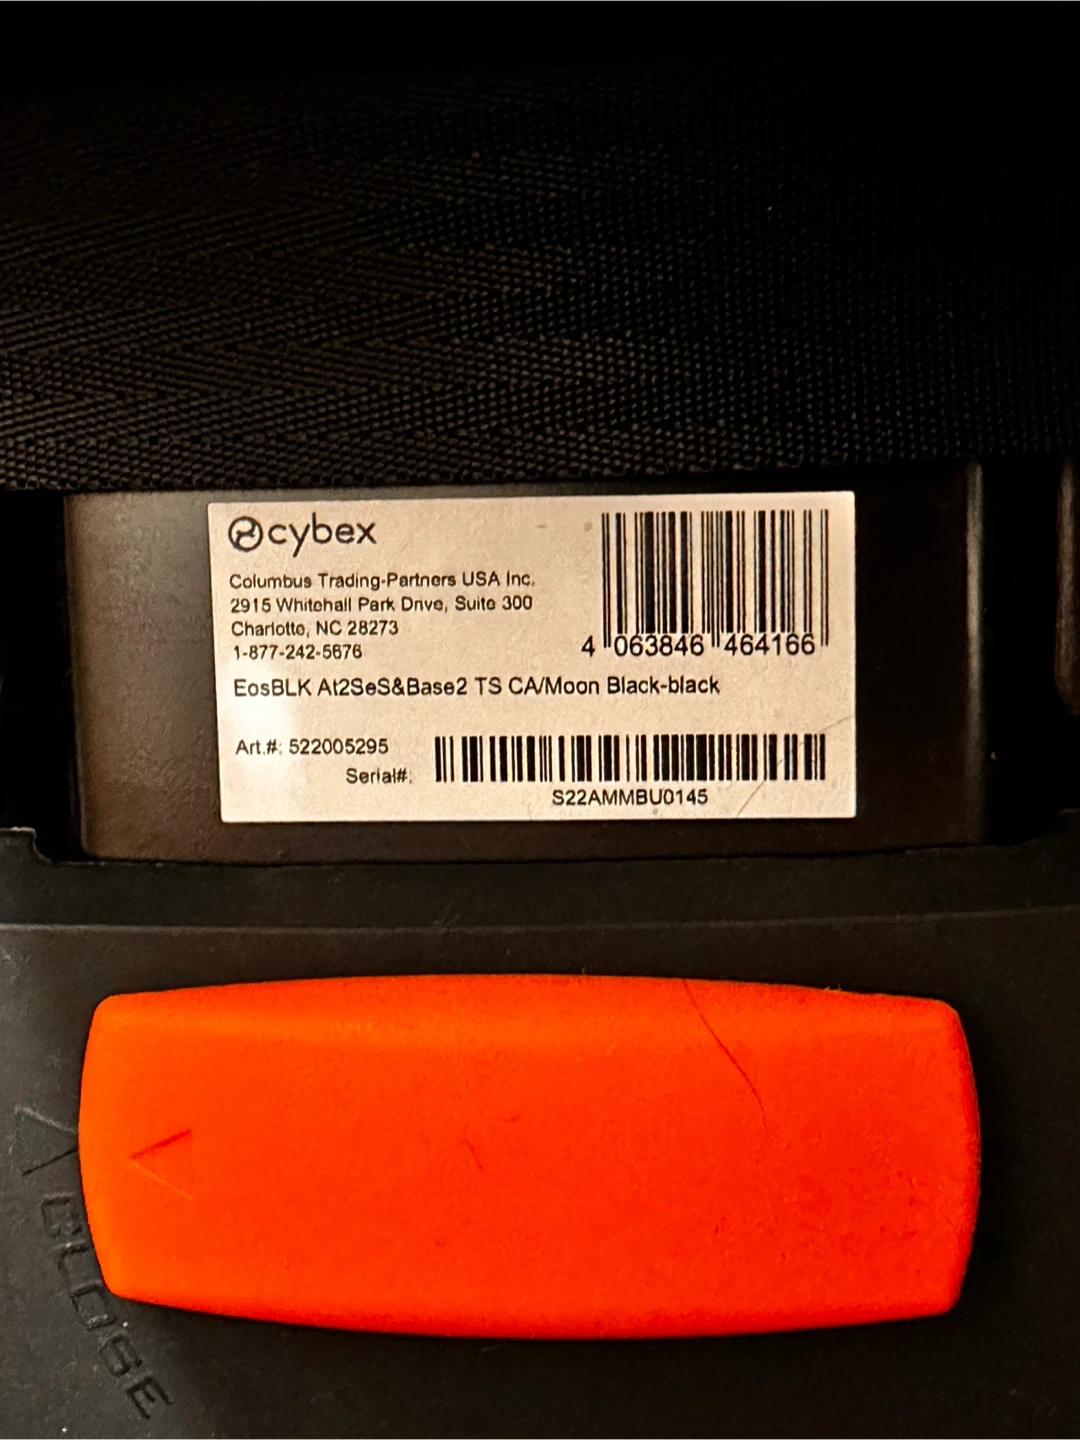 cybex
Columbus Trading-Partners USA Inc.
2915 Whitehall Park Drive, Suite 300
Charlotte, NC 28273
1-877-242-5676
4 063846 464166
EosBLK At2SeS&Base2 TS CA/Moon Black-black
Art.#: 522005295
Serial#:
S22AMMBU0145
CLOSE